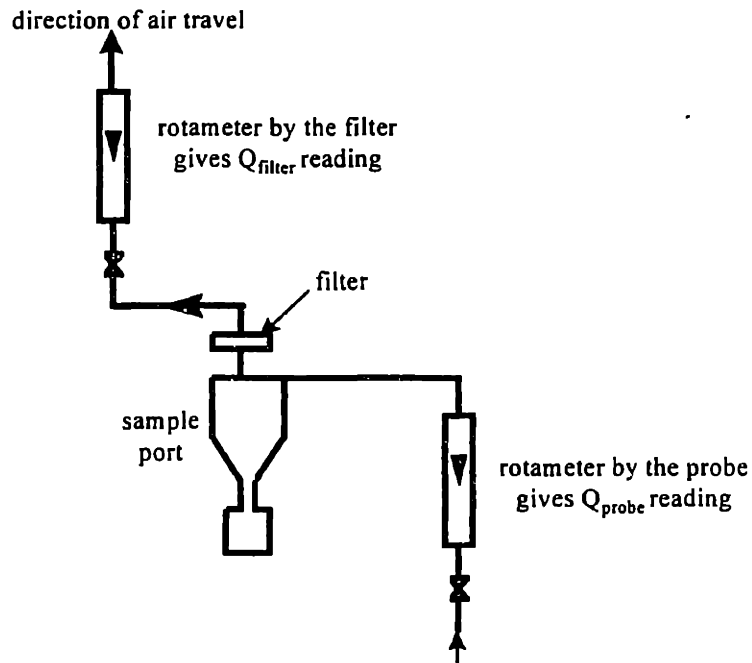 direction of air travel
rotameter by the filter
gives Qfilter reading
filter
sample
port
rotameter by the probe
gives Qprobe reading